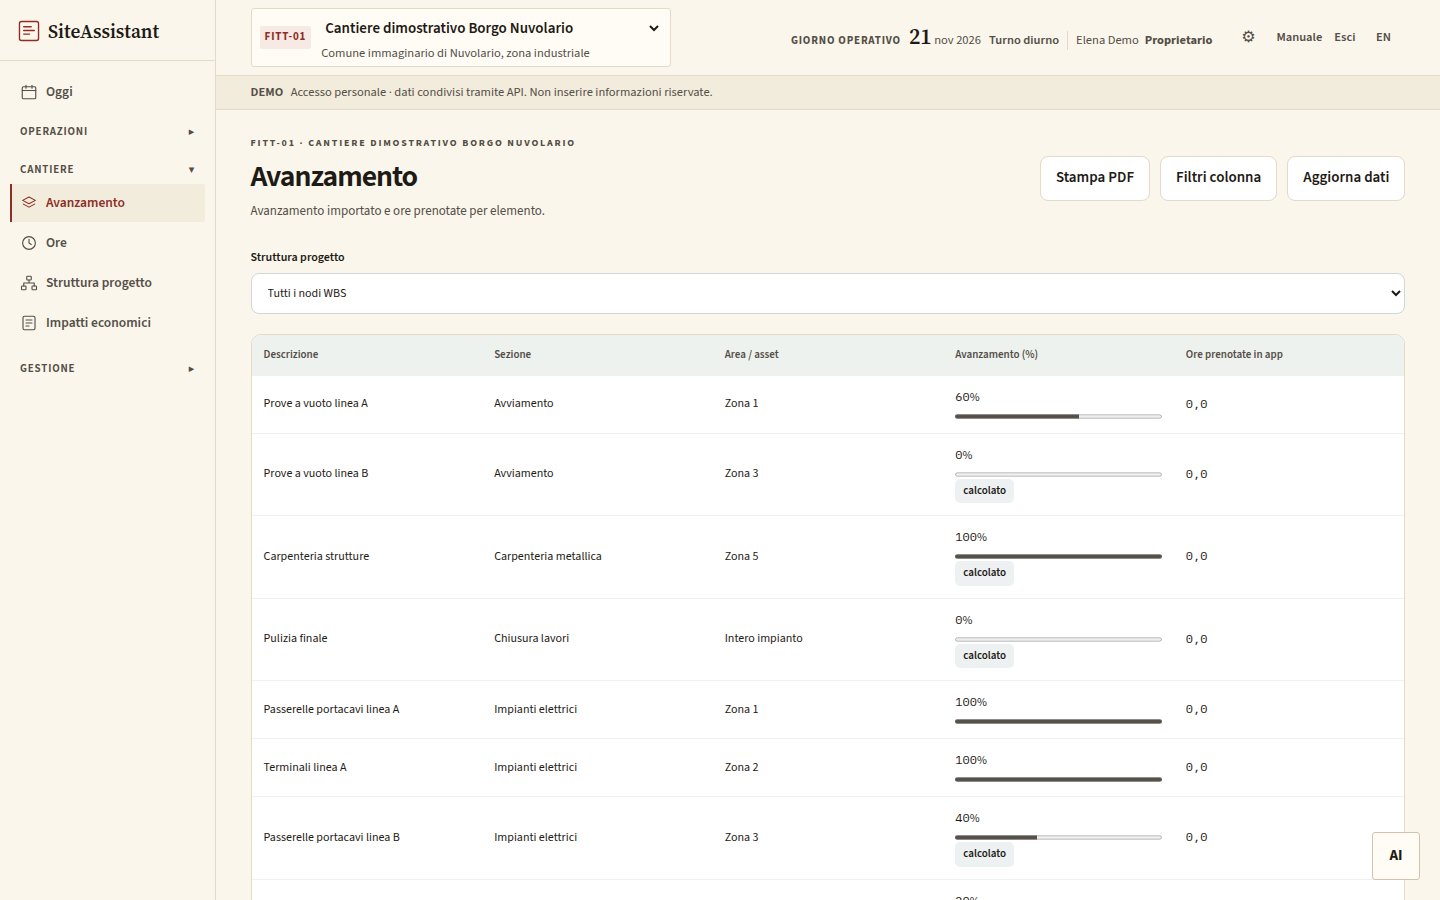 SiteAssistant
FITT-01
Cantiere dimostrativo Borgo Nuvolario
Comune immaginario di Nuvolario, zona industriale
GIORNO OPERATIVO 21 nov 2026 Turno diurno Elena Demo Proprietario
Manuale Esci EN
DEMO Accesso personale · dati condivisi tramite API. Non inserire informazioni riservate.
Oggi
OPERAZIONI
CANTIERE
Avanzamento
Ore
Struttura progetto
Impatti economici
GESTIONE
FITT-01 · CANTIERE DIMOSTRATIVO BORGO NUVOLARIO
Avanzamento
Avanzamento importato e ore prenotate per elemento.
Stampa PDF Filtri colonna Aggiorna dati
Struttura progetto
Tutti i nodi WBS
Descrizione Sezione Area / asset Avanzamento (%) Ore prenotate in app
Prove a vuoto linea A Avviamento Zona 1 60% 0,0
Prove a vuoto linea B Avviamento Zona 3 0% calcolato 0,0
Carpenteria strutture Carpenteria metallica Zona 5 100% calcolato 0,0
Pulizia finale Chiusura lavori Intero impianto 0% calcolato 0,0
Passerelle portacavi linea A Impianti elettrici Zona 1 100% 0,0
Terminali linea A Impianti elettrici Zona 2 100% 0,0
Passerelle portacavi linea B Impianti elettrici Zona 3 40% calcolato 0,0
AI